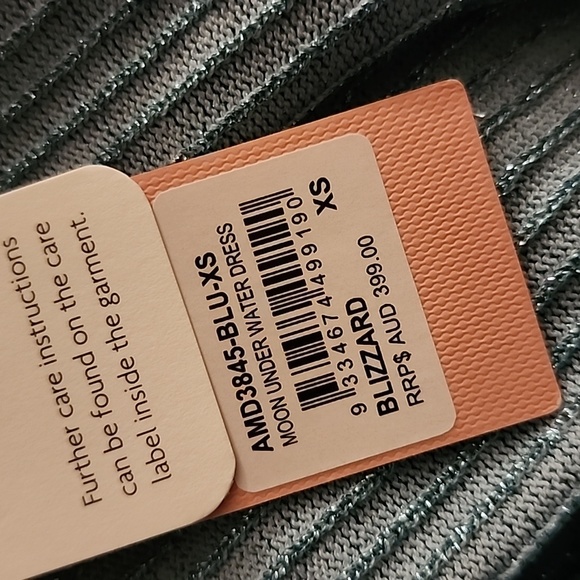 Further care instructions
can be found on the care
label inside the garment.
AMD3845-BLU-XS
MOON UNDER WATER DRESS
9 334674 499190
XS
BLIZZARD
RRP$ AUD 399.00